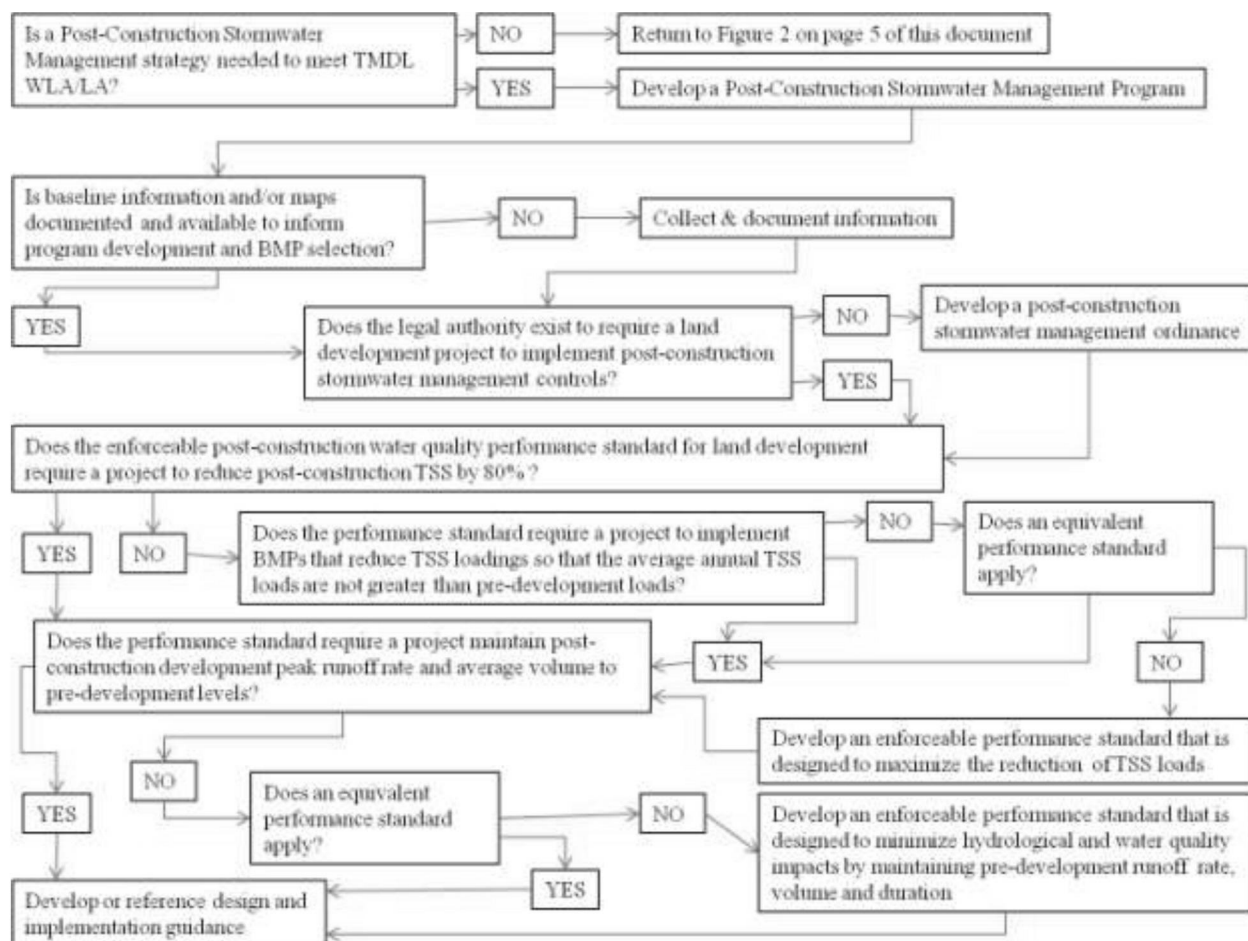 Is a Post-Construction Stormwater
Management strategy needed to meet TMDL
WLA/LA?
NO
Return to Figure 2 on page 5 of this document
YES
Develop a Post-Construction Stormwater Management Program
Is baseline information and/or maps
documented and available to inform
program development and BMP selection?
NO
Collect & document information
YES
Does the legal authority exist to require a land
development project to implement post-construction
stormwater management controls?
NO
Develop a post-construction
stormwater management ordinance
YES
Does the enforceable post-construction water quality performance standard for land development
require a project to reduce post-construction TSS by 80%?
YES
NO
Does the performance standard require a project to implement
BMPs that reduce TSS loadings so that the average annual TSS
loads are not greater than pre-development loads?
NO
Does an equivalent
performance standard
apply?
YES
NO
Does the performance standard require a project maintain post-
construction development peak runoff rate and average volume to
pre-development levels?
Develop an enforceable performance standard that is
designed to maximize the reduction of TSS loads
YES
NO
Does an equivalent
performance standard
apply?
NO
Develop an enforceable performance standard that is
designed to minimize hydrological and water quality
impacts by maintaining pre-development runoff rate,
volume and duration
YES
Develop or reference design and
implementation guidance